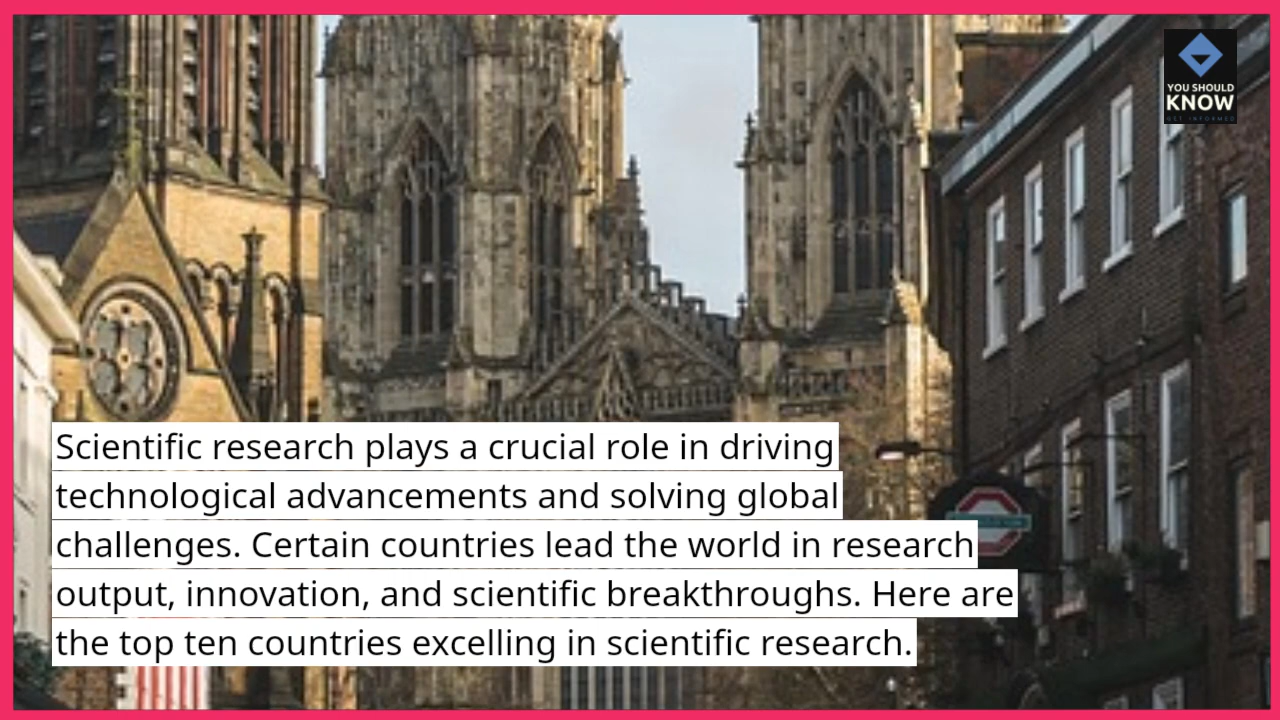 YOU SHOULD
KNOW
GET INFORMED
Scientific research plays a crucial role in driving
technological advancements and solving global
challenges. Certain countries lead the world in research
output, innovation, and scientific breakthroughs. Here are
the top ten countries excelling in scientific research.